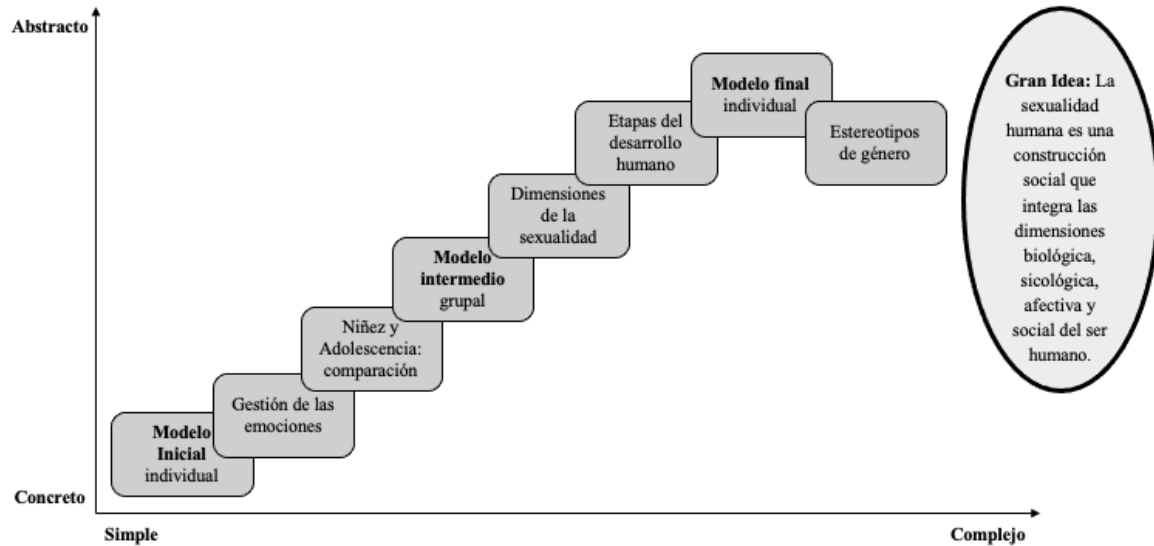 Abstracto
Modelo final
individual
Estereotipos
de género
Etapas del
desarrollo
humano
Dimensiones
de la
sexualidad
Modelo
intermedio
grupal
Niñez y
Adolescencia:
comparación
Gestión de las
emociones
Modelo
Inicial
individual
Concreto
Simple
Complejo
Gran Idea: La
sexualidad
humana es una
construcción
social que
integra las
dimensiones
biológica,
sicológica,
afectiva y
social del ser
humano.